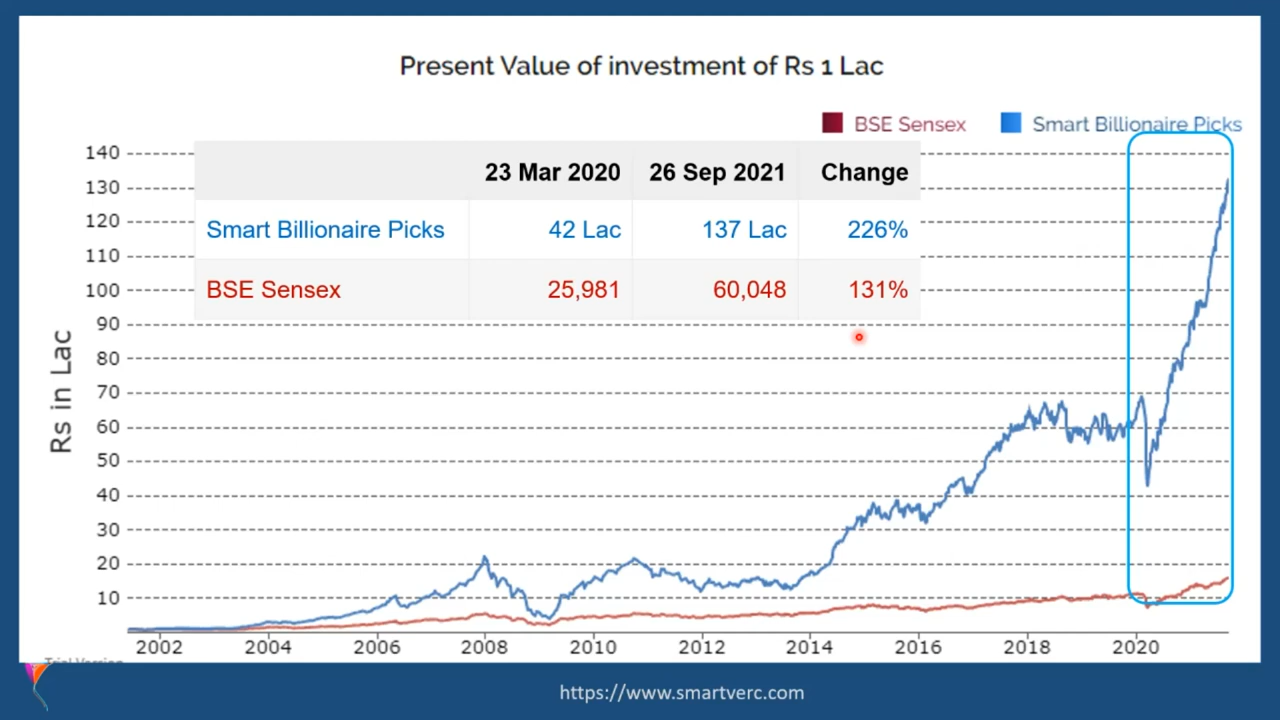 Present Value of investment of Rs 1 Lac
BSE Sensex Smart Billionaire Picks
23 Mar 2020 26 Sep 2021 Change
Smart Billionaire Picks 42 Lac 137 Lac 226%
BSE Sensex 25,981 60,048 131%
Rs in Lac
140
130
120
110
100
90
80
70
60
50
40
30
20
10
2002 2004 2006 2008 2010 2012 2014 2016 2018 2020
Trial Version
https://www.smartverc.com